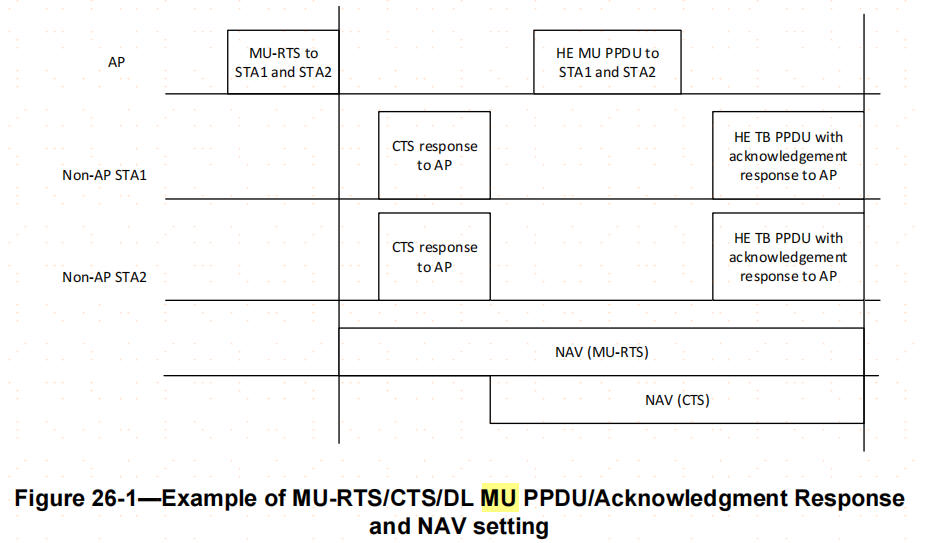 AP
MU-RTS to
STA1 and STA2
HE MU PPDU to
STA1 and STA2
Non-AP STA1
CTS response
to AP
HE TB PPDU with
acknowledgement
response to AP
Non-AP STA2
CTS response
to AP
HE TB PPDU with
acknowledgement
response to AP
NAV (MU-RTS)
NAV (CTS)
Figure 26-1—Example of MU-RTS/CTS/DL MU PPDU/Acknowledgment Response
and NAV setting